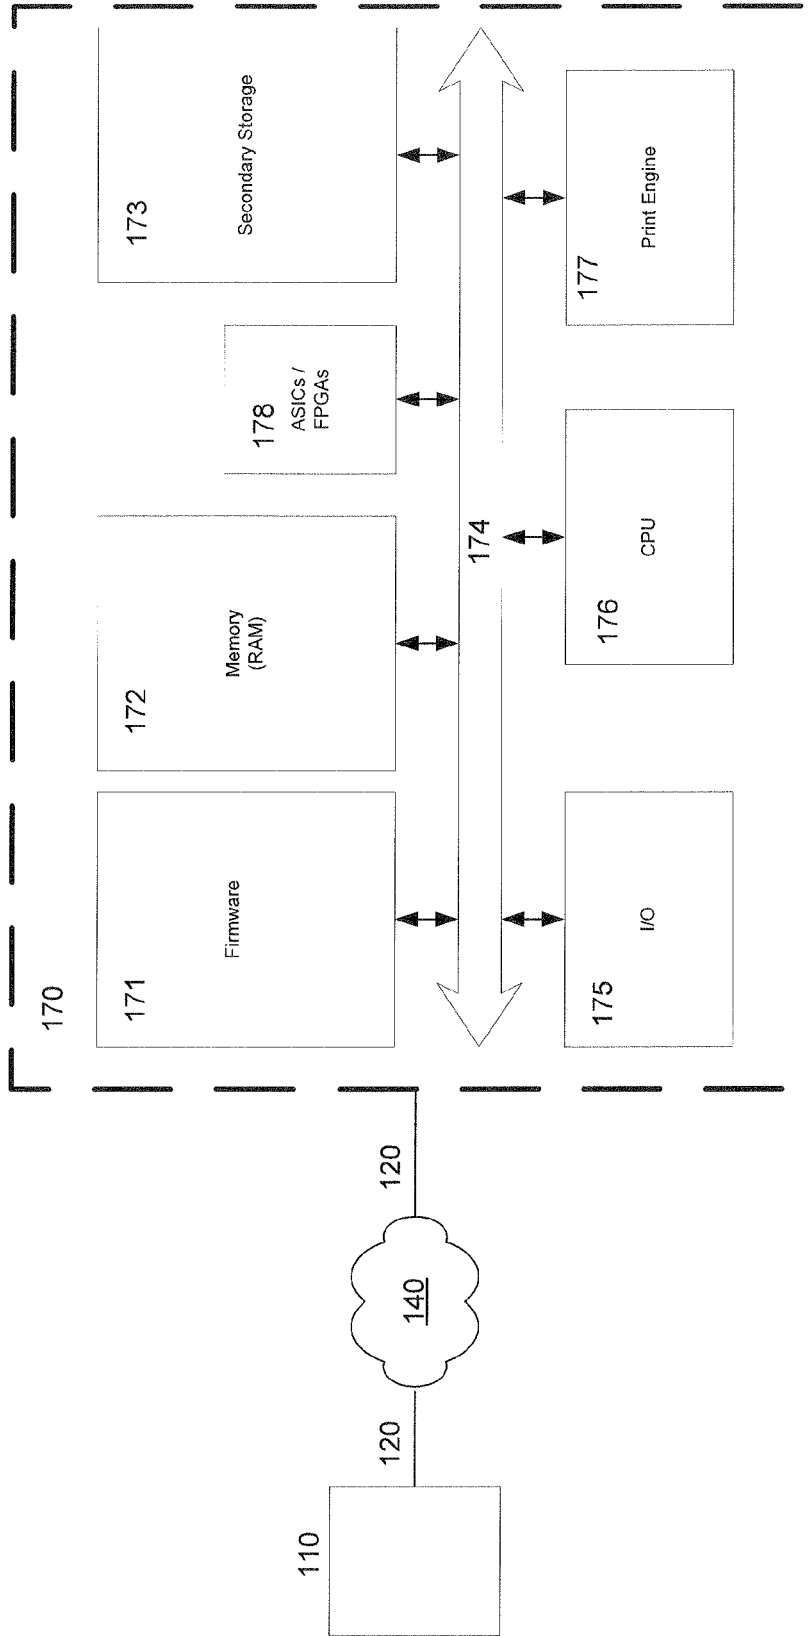 110
120
140
120
170
171
Firmware
172
Memory
(RAM)
178
ASICs /
FPGAs
173
Secondary Storage
174
175
I/O
176
CPU
177
Print Engine